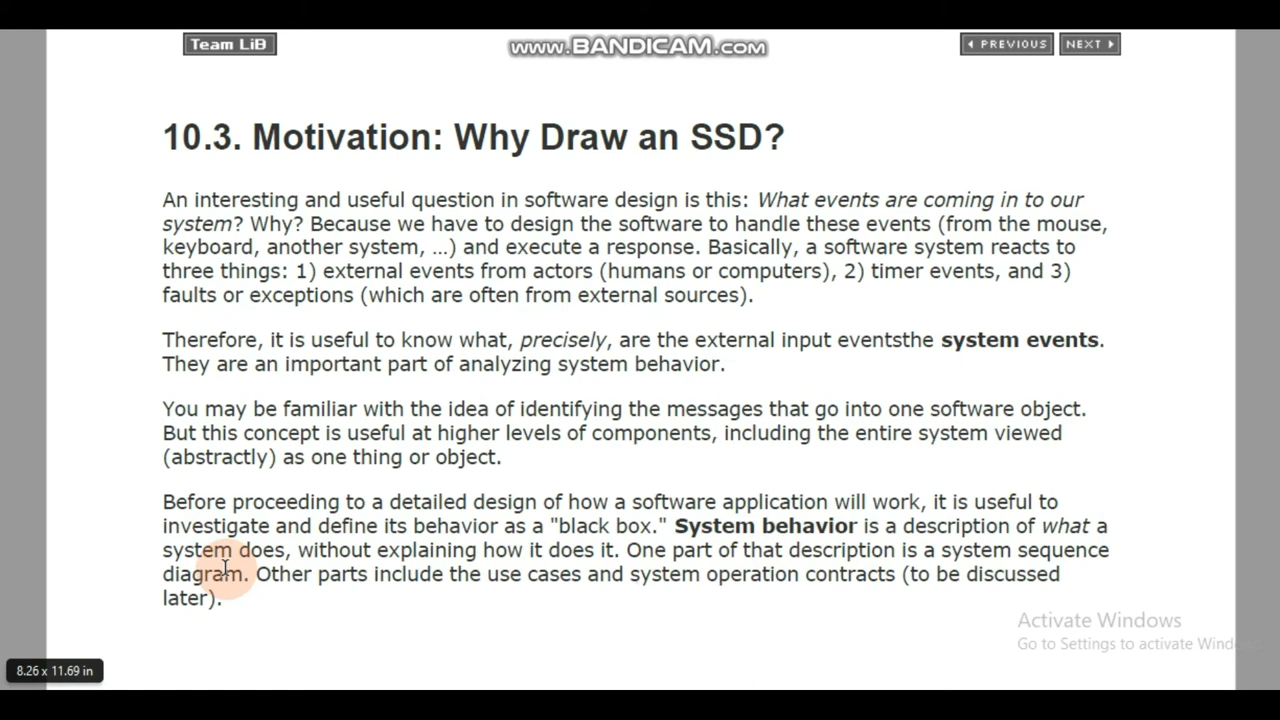 Team LiB
www.BANDICAM.com
PREVIOUS
NEXT
10.3. Motivation: Why Draw an SSD?
An interesting and useful question in software design is this: What events are coming in to our
system? Why? Because we have to design the software to handle these events (from the mouse,
keyboard, another system, ...) and execute a response. Basically, a software system reacts to
three things: 1) external events from actors (humans or computers), 2) timer events, and 3)
faults or exceptions (which are often from external sources).
Therefore, it is useful to know what, precisely, are the external input eventsthe system events.
They are an important part of analyzing system behavior.
You may be familiar with the idea of identifying the messages that go into one software object.
But this concept is useful at higher levels of components, including the entire system viewed
(abstractly) as one thing or object.
Before proceeding to a detailed design of how a software application will work, it is useful to
investigate and define its behavior as a "black box." System behavior is a description of what a
system does, without explaining how it does it. One part of that description is a system sequence
diagram. Other parts include the use cases and system operation contracts (to be discussed
later).
Activate Windows
Go to Settings to activate Windows.
8.26 x 11.69 in